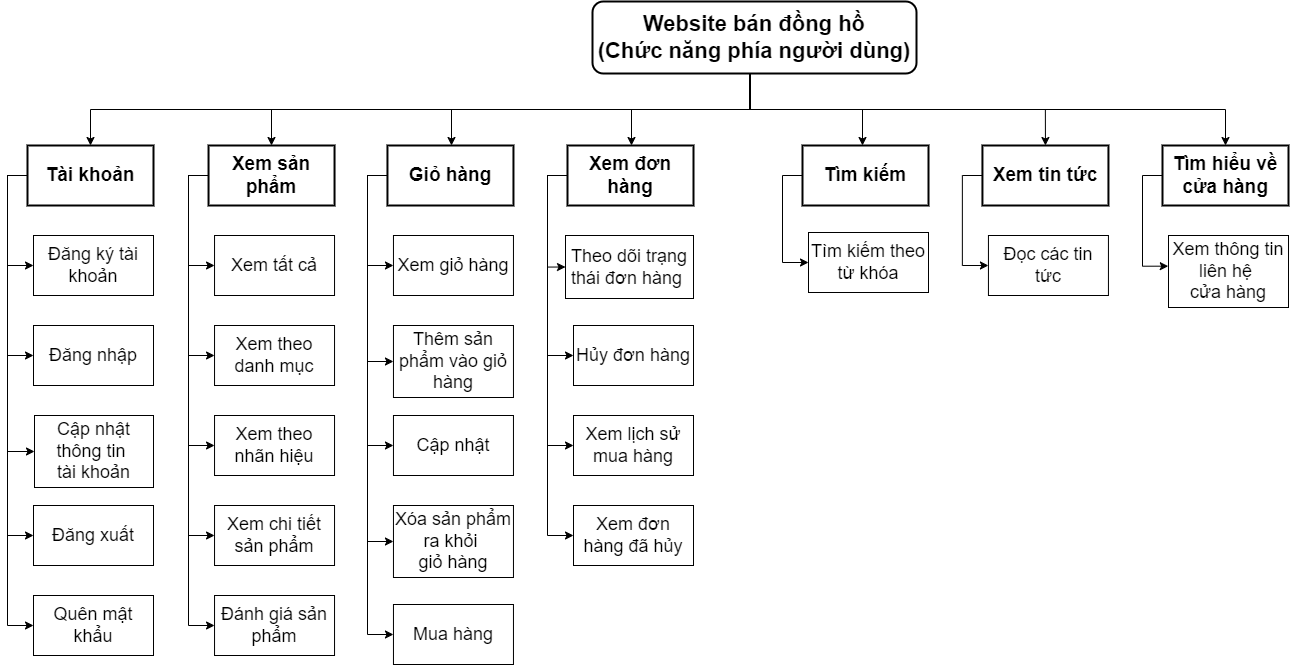 Website bán đồng hồ
(Chức năng phía người dùng)
Tài khoản
Xem sản
phẩm
Giỏ hàng
Xem đơn
hàng
Tìm kiếm
Xem tin tức
Tìm hiểu về
cửa hàng
Đăng ký tài
khoản
Đăng nhập
Cập nhật
thông tin
tài khoản
Đăng xuất
Quên mật
khẩu
Xem tất cả
Xem theo
danh mục
Xem theo
nhãn hiệu
Xem chi tiết
sản phẩm
Đánh giá sản
phẩm
Xem giỏ hàng
Thêm sản
phẩm vào giỏ
hàng
Cập nhật
Xóa sản phẩm
ra khỏi
giỏ hàng
Mua hàng
Theo dõi trạng
thái đơn hàng
Hủy đơn hàng
Xem lịch sử
mua hàng
Xem đơn
hàng đã hủy
Tìm kiếm theo
từ khóa
Đọc các tin
tức
Xem thông tin
liên hệ
cửa hàng